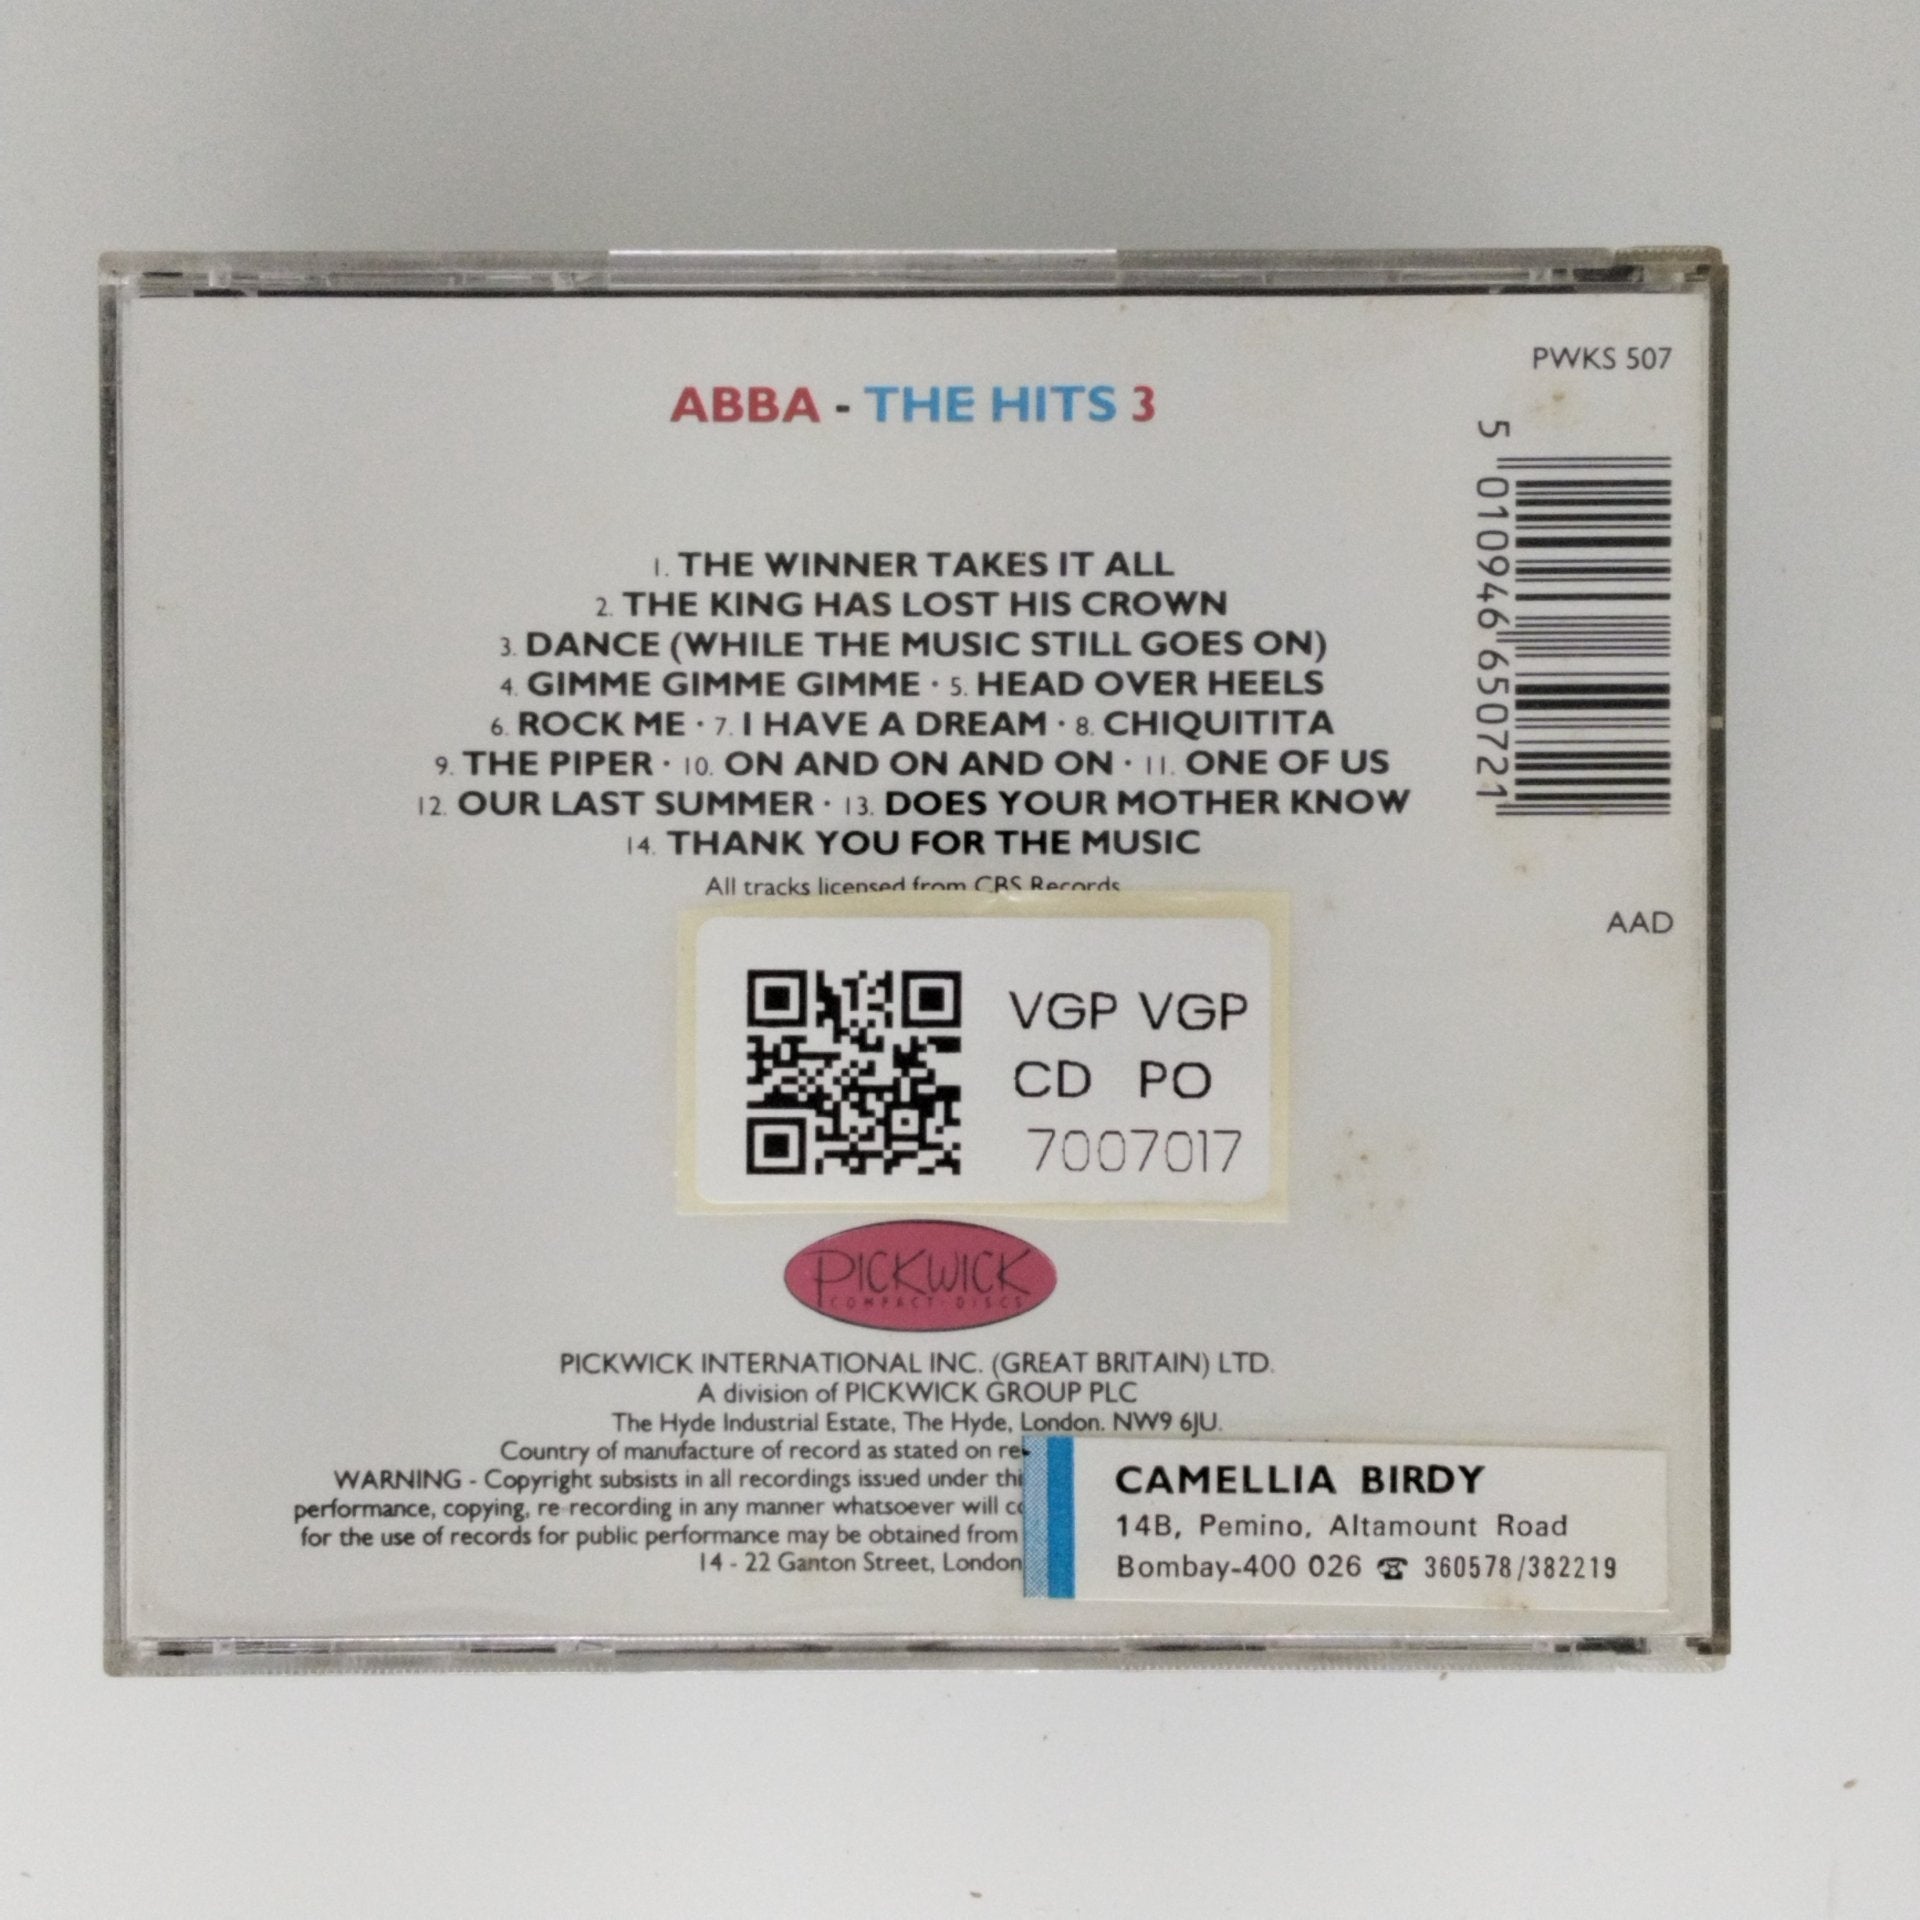 PWKS 507
ABBA - THE HITS 3
5 010946 650721
1. THE WINNER TAKES IT ALL
2. THE KING HAS LOST HIS CROWN
3. DANCE (WHILE THE MUSIC STILL GOES ON)
4. GIMME GIMME GIMME · 5. HEAD OVER HEELS
6. ROCK ME · 7. I HAVE A DREAM · 8. CHIQUITITA
9. THE PIPER · 10. ON AND ON AND ON · 11. ONE OF US
12. OUR LAST SUMMER · 13. DOES YOUR MOTHER KNOW
14. THANK YOU FOR THE MUSIC
All tracks licensed from CBS Records
AAD
VGP VGP
CD PO
7007017
PICKWICK
COMPACT·DISCS
PICKWICK INTERNATIONAL INC. (GREAT BRITAIN) LTD.
A division of PICKWICK GROUP PLC
The Hyde Industrial Estate, The Hyde, London. NW9 6JU.
Country of manufacture of record as stated on
WARNING - Copyright subsists in all recordings issued under
performance, copying, re-recording in any manner whatsoever will
for the use of records for public performance may be obtained from
14 - 22 Ganton Street, London
CAMELLIA BIRDY
14B, Pemino, Altamount Road
Bombay-400 026 ☎ 360578/382219